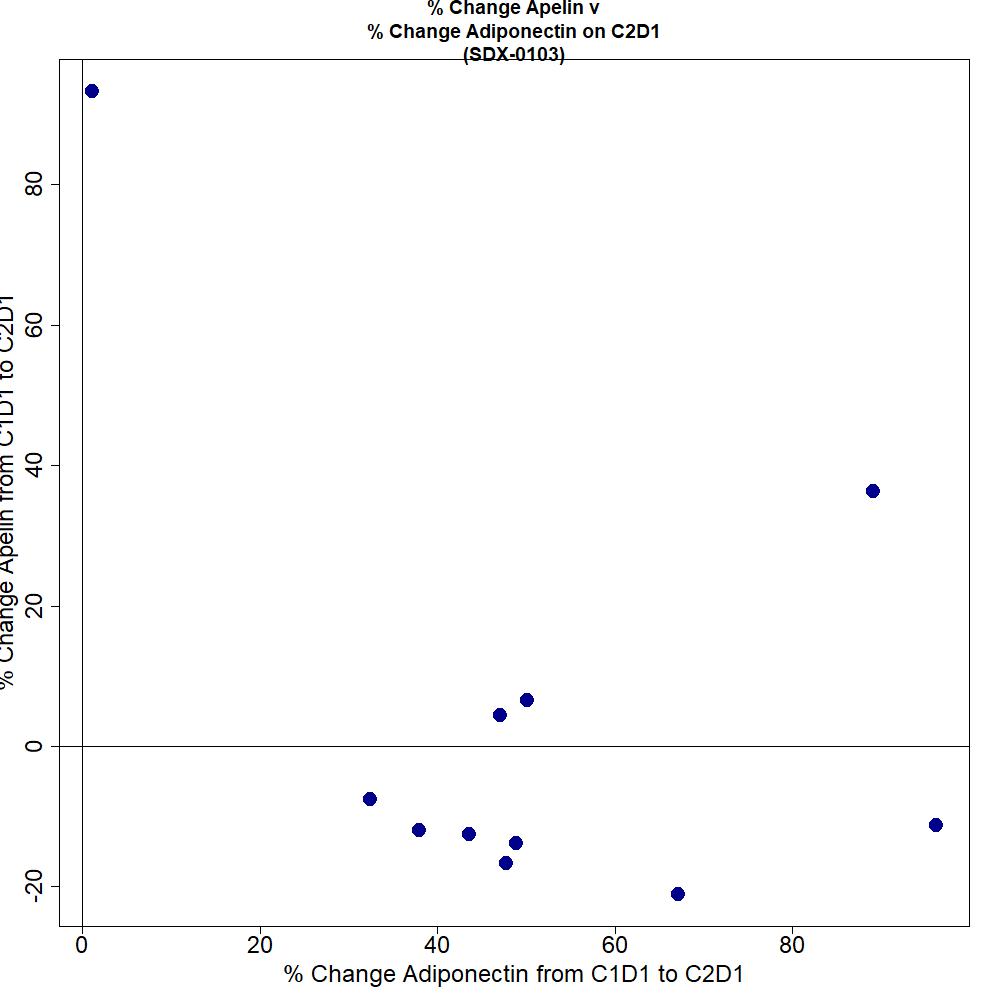 % Change Apelin v
% Change Adiponectin on C2D1
(SDX-0103)
% Change Apelin from C1D1 to C2D1
80
60
40
20
0
-20
0 20 40 60 80
% Change Adiponectin from C1D1 to C2D1